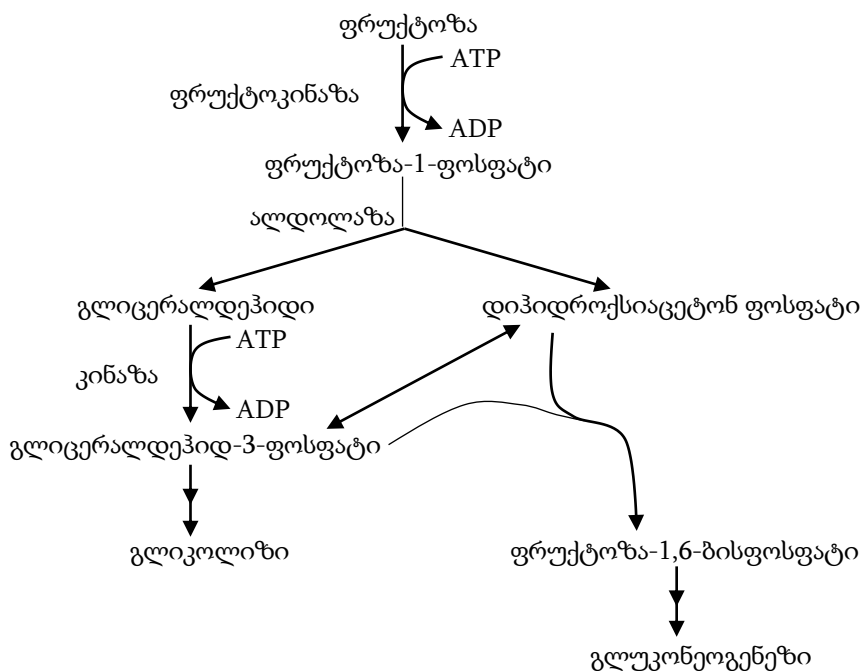 ფრუქტოზა
ATP
ფრუქტოკინაზა
ADP
ფრუქტოზა-1-ფოსფატი
ალდოლაზა
გლიცერალდეჰიდი
დიჰიდროქსიაცეტონ ფოსფატი
ATP
კინაზა
ADP
გლიცერალდეჰიდ-3-ფოსფატი
გლიკოლიზი
ფრუქტოზა-1,6-ბისფოსფატი
გლუკონეოგენეზი